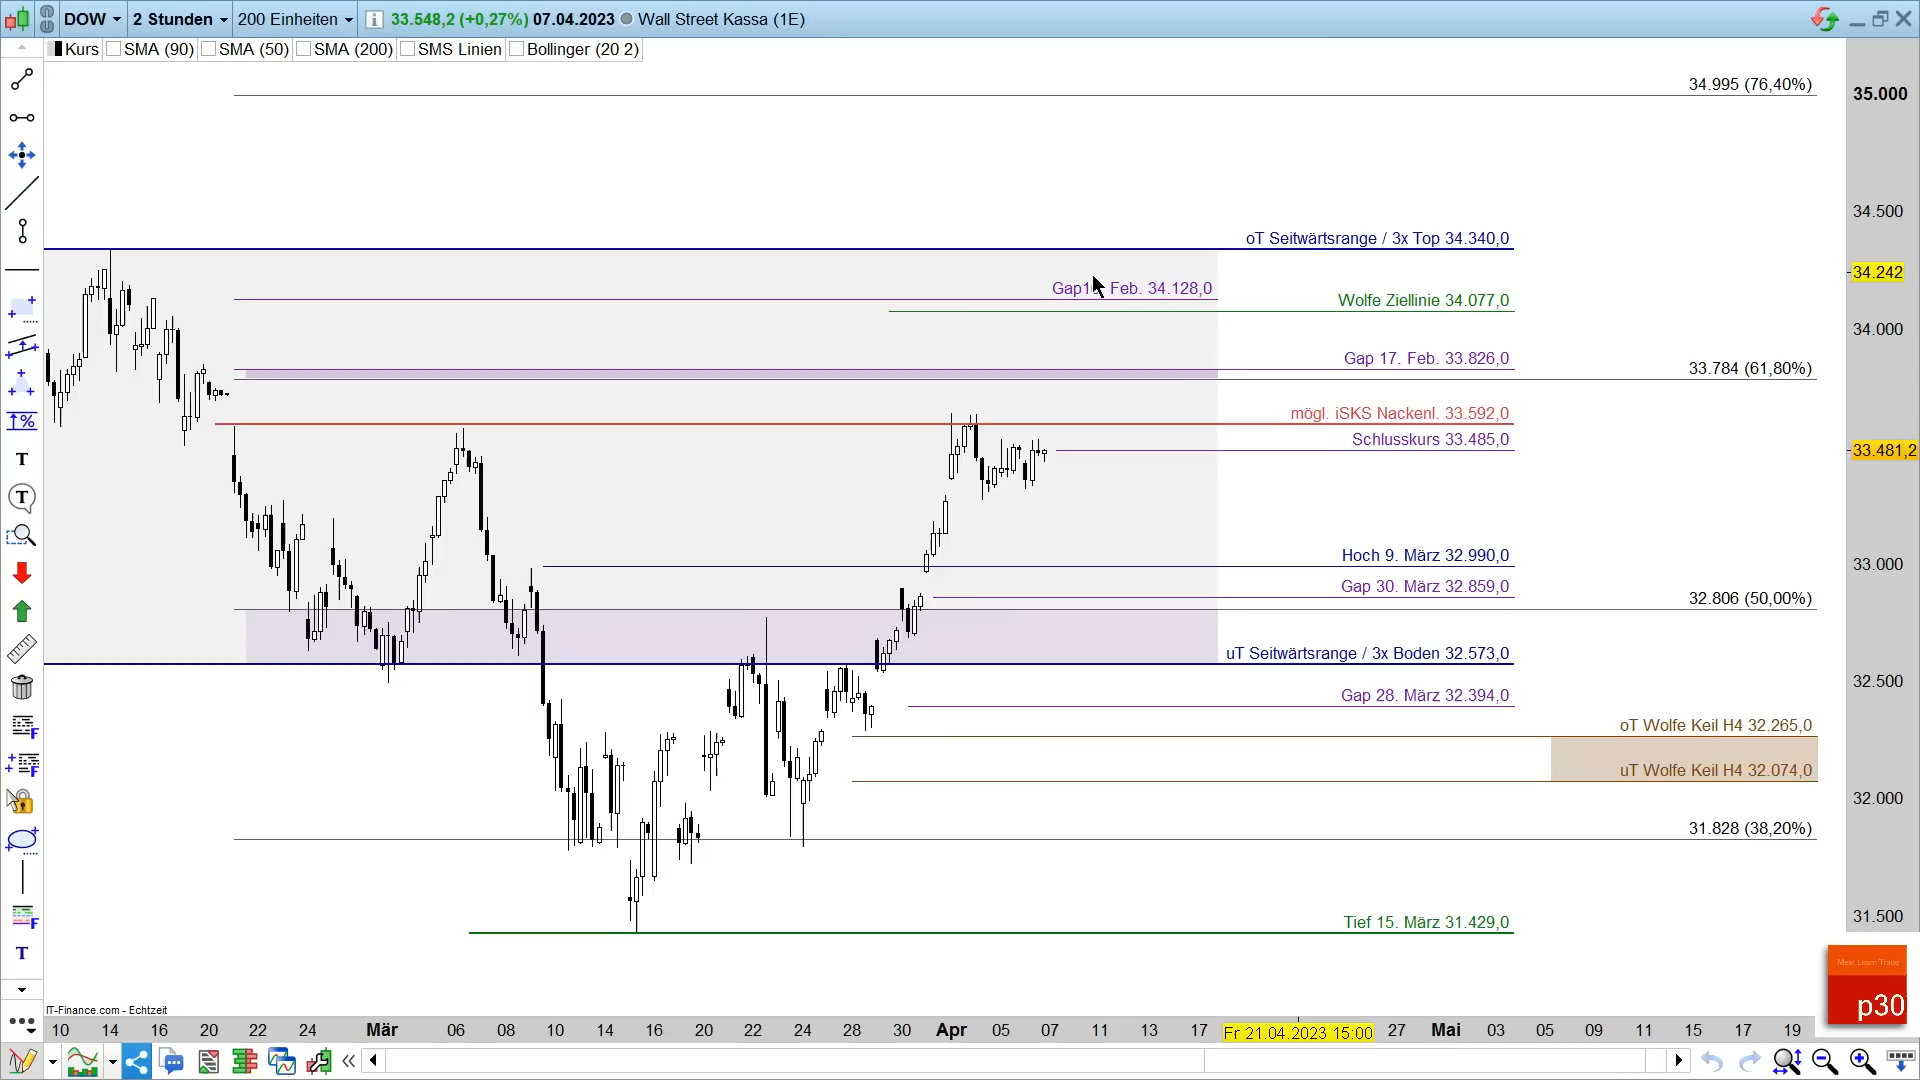 DOW 2 Stunden 200 Einheiten 33.548,2 (+0,27%) 07.04.2023 Wall Street Kassa (1E)
Kurs SMA (90) SMA (50) SMA (200) SMS Linien Bollinger (20 2)
34.995 (76,40%)
35.000
34.500
oT Seitwärtsrange / 3x Top 34.340,0
34.242
Gap Feb. 34.128,0
Wolfe Ziellinie 34.077,0
34.000
Gap 17. Feb. 33.826,0
33.784 (61,80%)
mögl. iSKS Nackenl. 33.592,0
Schlusskurs 33.485,0
33.481,2
Hoch 9. März 32.990,0
33.000
Gap 30. März 32.859,0
32.806 (50,00%)
uT Seitwärtsrange / 3x Boden 32.573,0
32.500
Gap 28. März 32.394,0
oT Wolfe Keil H4 32.265,0
uT Wolfe Keil H4 32.074,0
32.000
31.828 (38,20%)
31.500
Tief 15. März 31.429,0
Meet Learn Trade
p30
IT-Finance.com - Echtzeit
10 14 16 20 22 24 Mär 06 08 10 14 16 20 22 24 28 30 Apr 05 07 11 13 17 Fr 21.04.2023 15:00 27 Mai 03 05 09 11 15 17 19